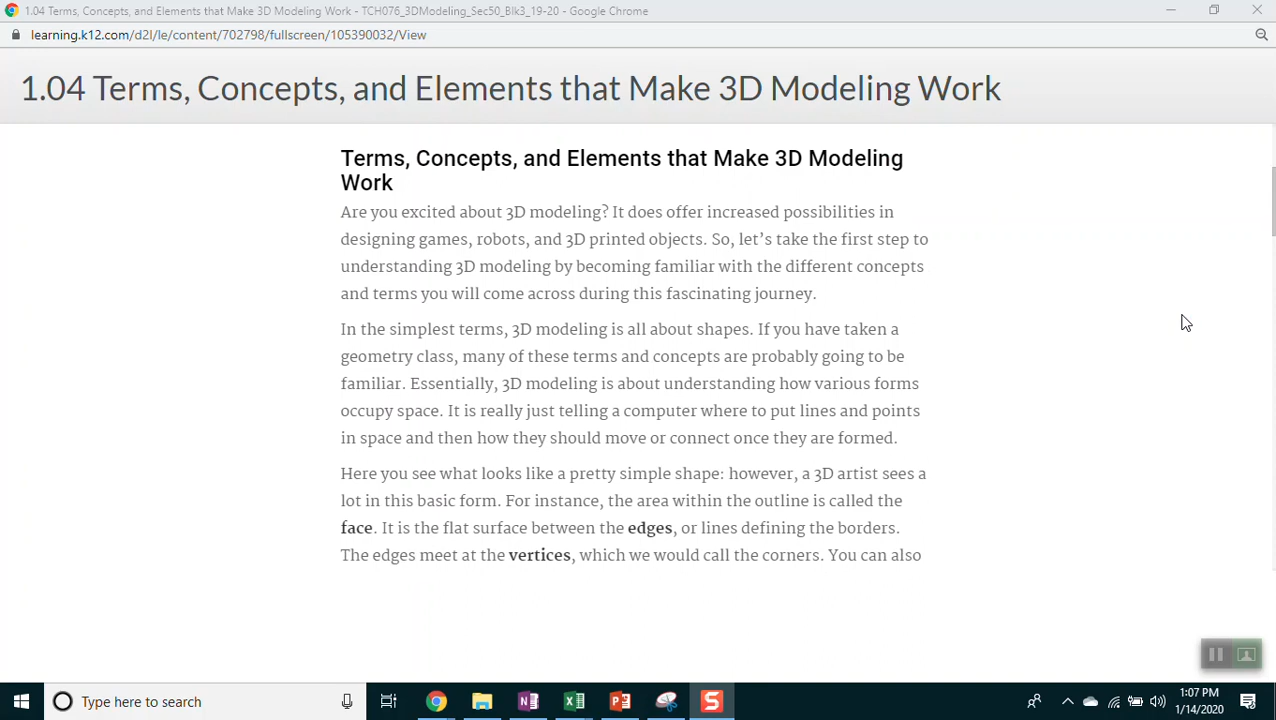 1.04 Terms, Concepts, and Elements that Make 3D Modeling Work - TCH076_3DModeling_Sec50_Blk3_19-20 - Google Chrome
learning.k12.com/d2l/le/content/702798/fullscreen/105390032/View
1.04 Terms, Concepts, and Elements that Make 3D Modeling Work
Terms, Concepts, and Elements that Make 3D Modeling
Work
Are you excited about 3D modeling? It does offer increased possibilities in
designing games, robots, and 3D printed objects. So, let’s take the first step to
understanding 3D modeling by becoming familiar with the different concepts
and terms you will come across during this fascinating journey.
In the simplest terms, 3D modeling is all about shapes. If you have taken a
geometry class, many of these terms and concepts are probably going to be
familiar. Essentially, 3D modeling is about understanding how various forms
occupy space. It is really just telling a computer where to put lines and points
in space and then how they should move or connect once they are formed.
Here you see what looks like a pretty simple shape: however, a 3D artist sees a
lot in this basic form. For instance, the area within the outline is called the
face. It is the flat surface between the edges, or lines defining the borders.
The edges meet at the vertices, which we would call the corners. You can also
Type here to search
N
X
P
S
1:07 PM
1/14/2020